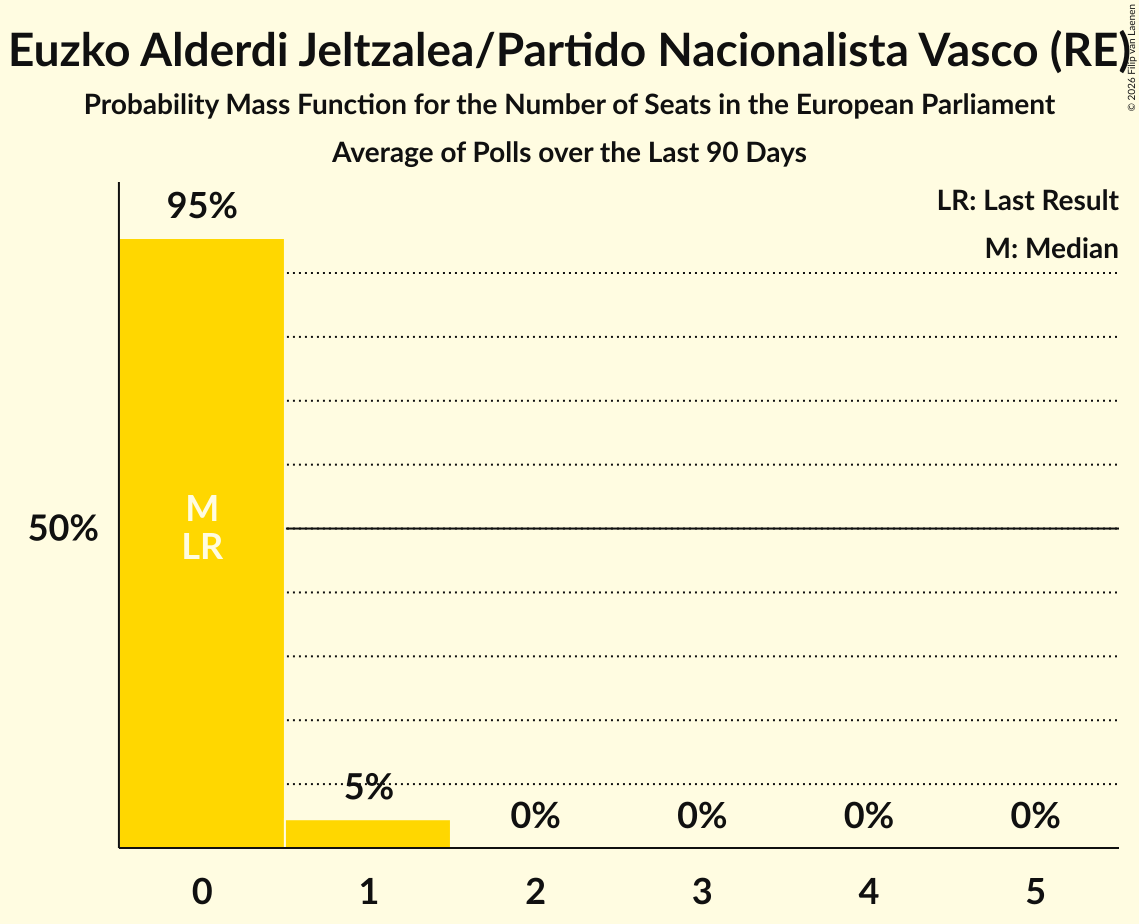 Euzko Alderdi Jeltzalea/Partido Nacionalista Vasco (RE)
© 2026 Filip van Laenen
Probability Mass Function for the Number of Seats in the European Parliament
Average of Polls over the Last 90 Days
LR: Last Result
M: Median
95%
M
LR
50%
5%
0%
0%
0%
0%
0
1
2
3
4
5